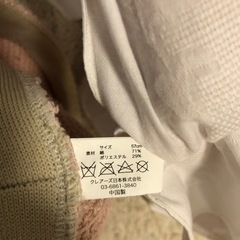 サイズ 57cm
素材 綿 71%
ポリエステル 29%
クレアーズ日本株式会社
03-6861-3840
中国製